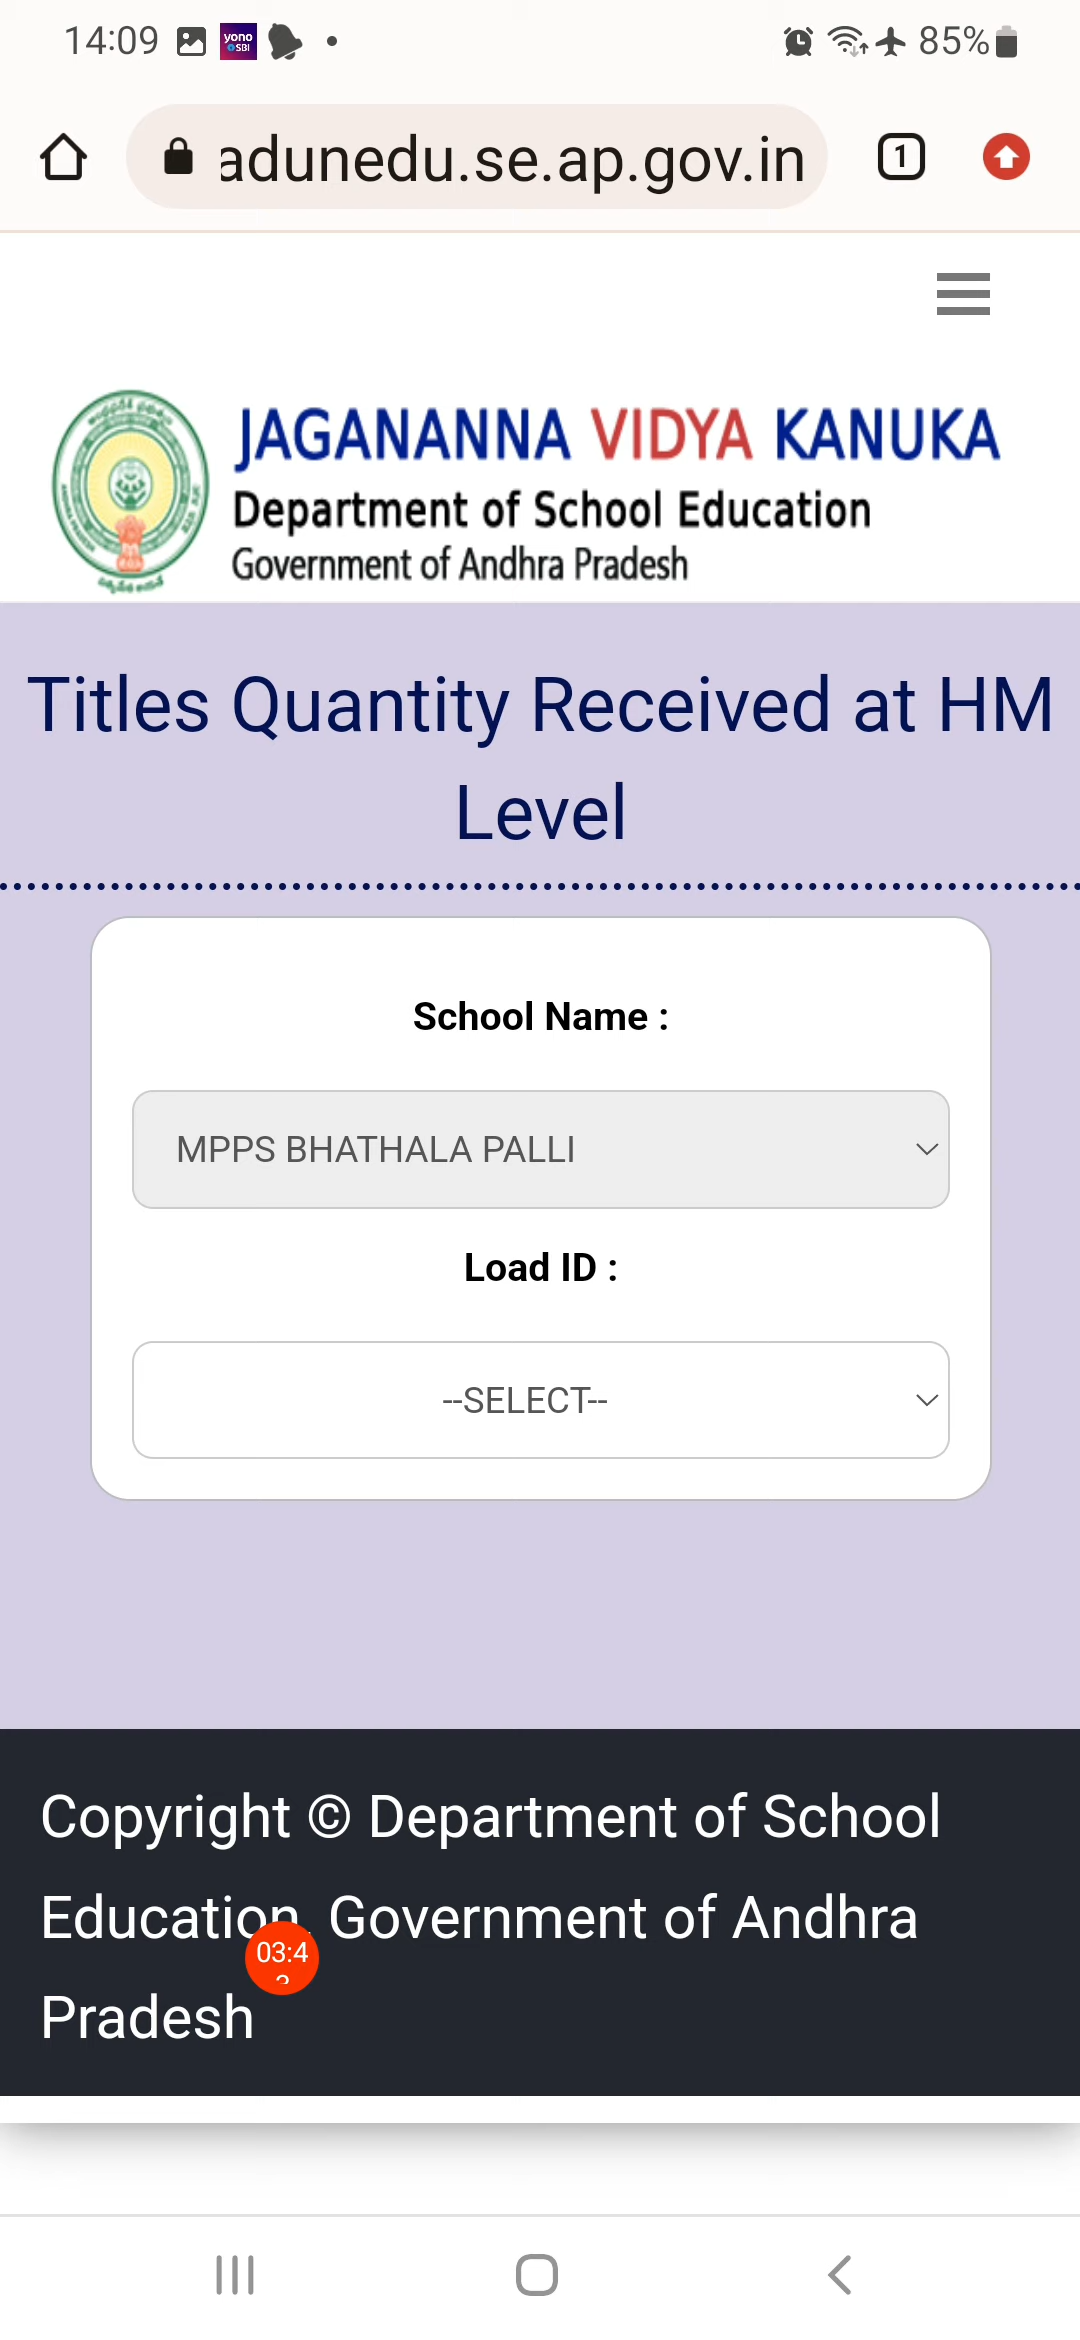 14:09
yono
SBI
85%
adunedu.se.ap.gov.in
1
JAGANANNA VIDYA KANUKA
Department of School Education
Government of Andhra Pradesh
Titles Quantity Received at HM
Level
School Name :
MPPS BHATHALA PALLI
Load ID :
--SELECT--
Copyright © Department of School
Education, Government of Andhra
03:4
Pradesh